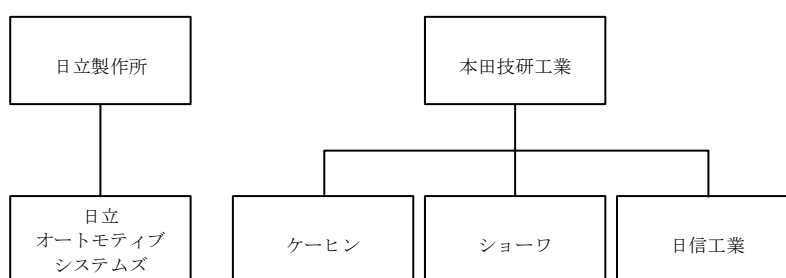 日立製作所
本田技研工業
日立
オートモティブ
システムズ
ケーヒン
ショーワ
日信工業